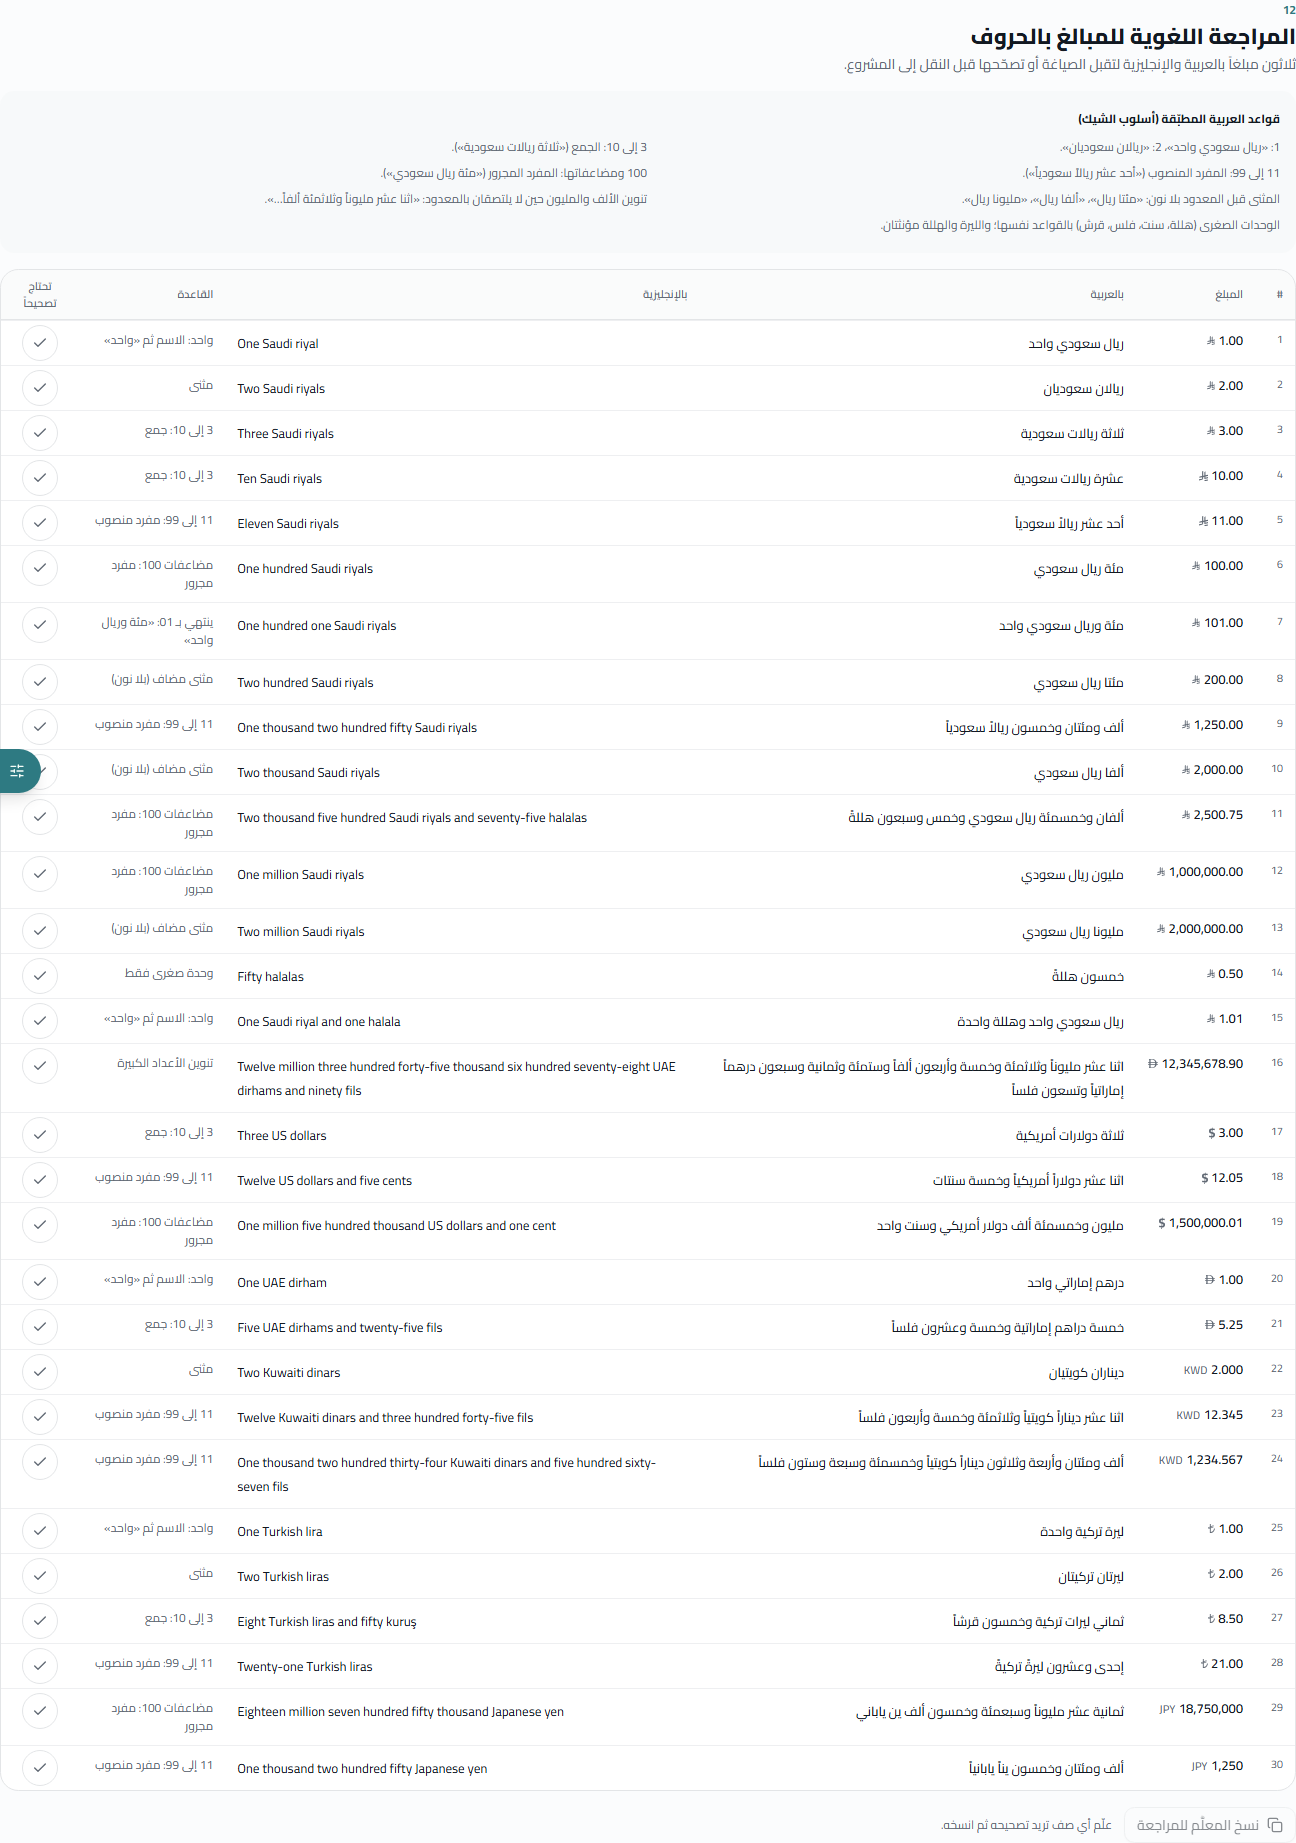 12
المراجعة اللغوية للمبالغ بالحروف
ثلاثون مبلغاً بالعربية والإنجليزية لتقبل الصياغة أو تصحّحها قبل النقل إلى المشروع.
قواعد العربية المطبّقة (أسلوب الشيك)
1: «ريال سعودي واحد»، 2: «ريالان سعوديان».
3 إلى 10: الجمع («ثلاثة ريالات سعودية»).
11 إلى 99: المفرد المنصوب («أحد عشر ريالاً سعودياً»).
100 ومضاعفاتها: المفرد المجرور («مئة ريال سعودي»).
المثنى قبل المعدود بلا نون: «مئتا ريال»، «ألفا ريال»، «مليونا ريال».
تنوين الألف والمليون حين لا يلتصقان بالمعدود: «اثنا عشر مليوناً وثلاثمئة ألفاً…».
الوحدات الصغرى (هللة، سنت، فلس، قرش) بالقواعد نفسها؛ والليرة والهللة مؤنثتان.
# المبلغ بالعربية بالإنجليزية القاعدة تحتاج تصحيحاً
1 1.00 ريال سعودي واحد One Saudi riyal واحد: الاسم ثم «واحد»
2 2.00 ريالان سعوديان Two Saudi riyals مثنى
3 3.00 ثلاثة ريالات سعودية Three Saudi riyals 3 إلى 10: جمع
4 10.00 عشرة ريالات سعودية Ten Saudi riyals 3 إلى 10: جمع
5 11.00 أحد عشر ريالاً سعودياً Eleven Saudi riyals 11 إلى 99: مفرد منصوب
6 100.00 مئة ريال سعودي One hundred Saudi riyals مضاعفات 100: مفرد مجرور
7 101.00 مئة وريال سعودي واحد One hundred one Saudi riyals ينتهي بـ 01: «مئة وريال واحد»
8 200.00 مئتا ريال سعودي Two hundred Saudi riyals مثنى مضاف (بلا نون)
9 1,250.00 ألف ومئتان وخمسون ريالاً سعودياً One thousand two hundred fifty Saudi riyals 11 إلى 99: مفرد منصوب
10 2,000.00 ألفا ريال سعودي Two thousand Saudi riyals مثنى مضاف (بلا نون)
11 2,500.75 ألفان وخمسمئة ريال سعودي وخمس وسبعون هللةً Two thousand five hundred Saudi riyals and seventy-five halalas مضاعفات 100: مفرد مجرور
12 1,000,000.00 مليون ريال سعودي One million Saudi riyals مضاعفات 100: مفرد مجرور
13 2,000,000.00 مليونا ريال سعودي Two million Saudi riyals مثنى مضاف (بلا نون)
14 0.50 خمسون هللةً Fifty halalas وحدة صغرى فقط
15 1.01 ريال سعودي واحد وهللة واحدة One Saudi riyal and one halala واحد: الاسم ثم «واحد»
16 12,345,678.90 اثنا عشر مليوناً وثلاثمئة وخمسة وأربعون ألفاً وستمئة وثمانية وسبعون درهماً إماراتياً وتسعون فلساً Twelve million three hundred forty-five thousand six hundred seventy-eight UAE dirhams and ninety fils تنوين الأعداد الكبيرة
17 $ 3.00 ثلاثة دولارات أمريكية Three US dollars 3 إلى 10: جمع
18 $ 12.05 اثنا عشر دولاراً أمريكياً وخمسة سنتات Twelve US dollars and five cents 11 إلى 99: مفرد منصوب
19 $ 1,500,000.01 مليون وخمسمئة ألف دولار أمريكي وسنت واحد One million five hundred thousand US dollars and one cent مضاعفات 100: مفرد مجرور
20 1.00 درهم إماراتي واحد One UAE dirham واحد: الاسم ثم «واحد»
21 5.25 خمسة دراهم إماراتية وخمسة وعشرون فلساً Five UAE dirhams and twenty-five fils 3 إلى 10: جمع
22 KWD 2.000 ديناران كويتيان Two Kuwaiti dinars مثنى
23 KWD 12.345 اثنا عشر ديناراً كويتياً وثلاثمئة وخمسة وأربعون فلساً Twelve Kuwaiti dinars and three hundred forty-five fils 11 إلى 99: مفرد منصوب
24 KWD 1,234.567 ألف ومئتان وأربعة وثلاثون ديناراً كويتياً وخمسمئة وسبعة وستون فلساً One thousand two hundred thirty-four Kuwaiti dinars and five hundred sixty-seven fils 11 إلى 99: مفرد منصوب
25 ₺ 1.00 ليرة تركية واحدة One Turkish lira واحد: الاسم ثم «واحد»
26 ₺ 2.00 ليرتان تركيتان Two Turkish liras مثنى
27 ₺ 8.50 ثماني ليرات تركية وخمسون قرشاً Eight Turkish liras and fifty kuruş 3 إلى 10: جمع
28 ₺ 21.00 إحدى وعشرون ليرةً تركيةً Twenty-one Turkish liras 11 إلى 99: مفرد منصوب
29 JPY 18,750,000 ثمانية عشر مليوناً وسبعمئة وخمسون ألف ين ياباني Eighteen million seven hundred fifty thousand Japanese yen مضاعفات 100: مفرد مجرور
30 JPY 1,250 ألف ومئتان وخمسون يناً يابانياً One thousand two hundred fifty Japanese yen 11 إلى 99: مفرد منصوب
نسخ المعلّم للمراجعة
علّم أي صف تريد تصحيحه ثم انسخه.